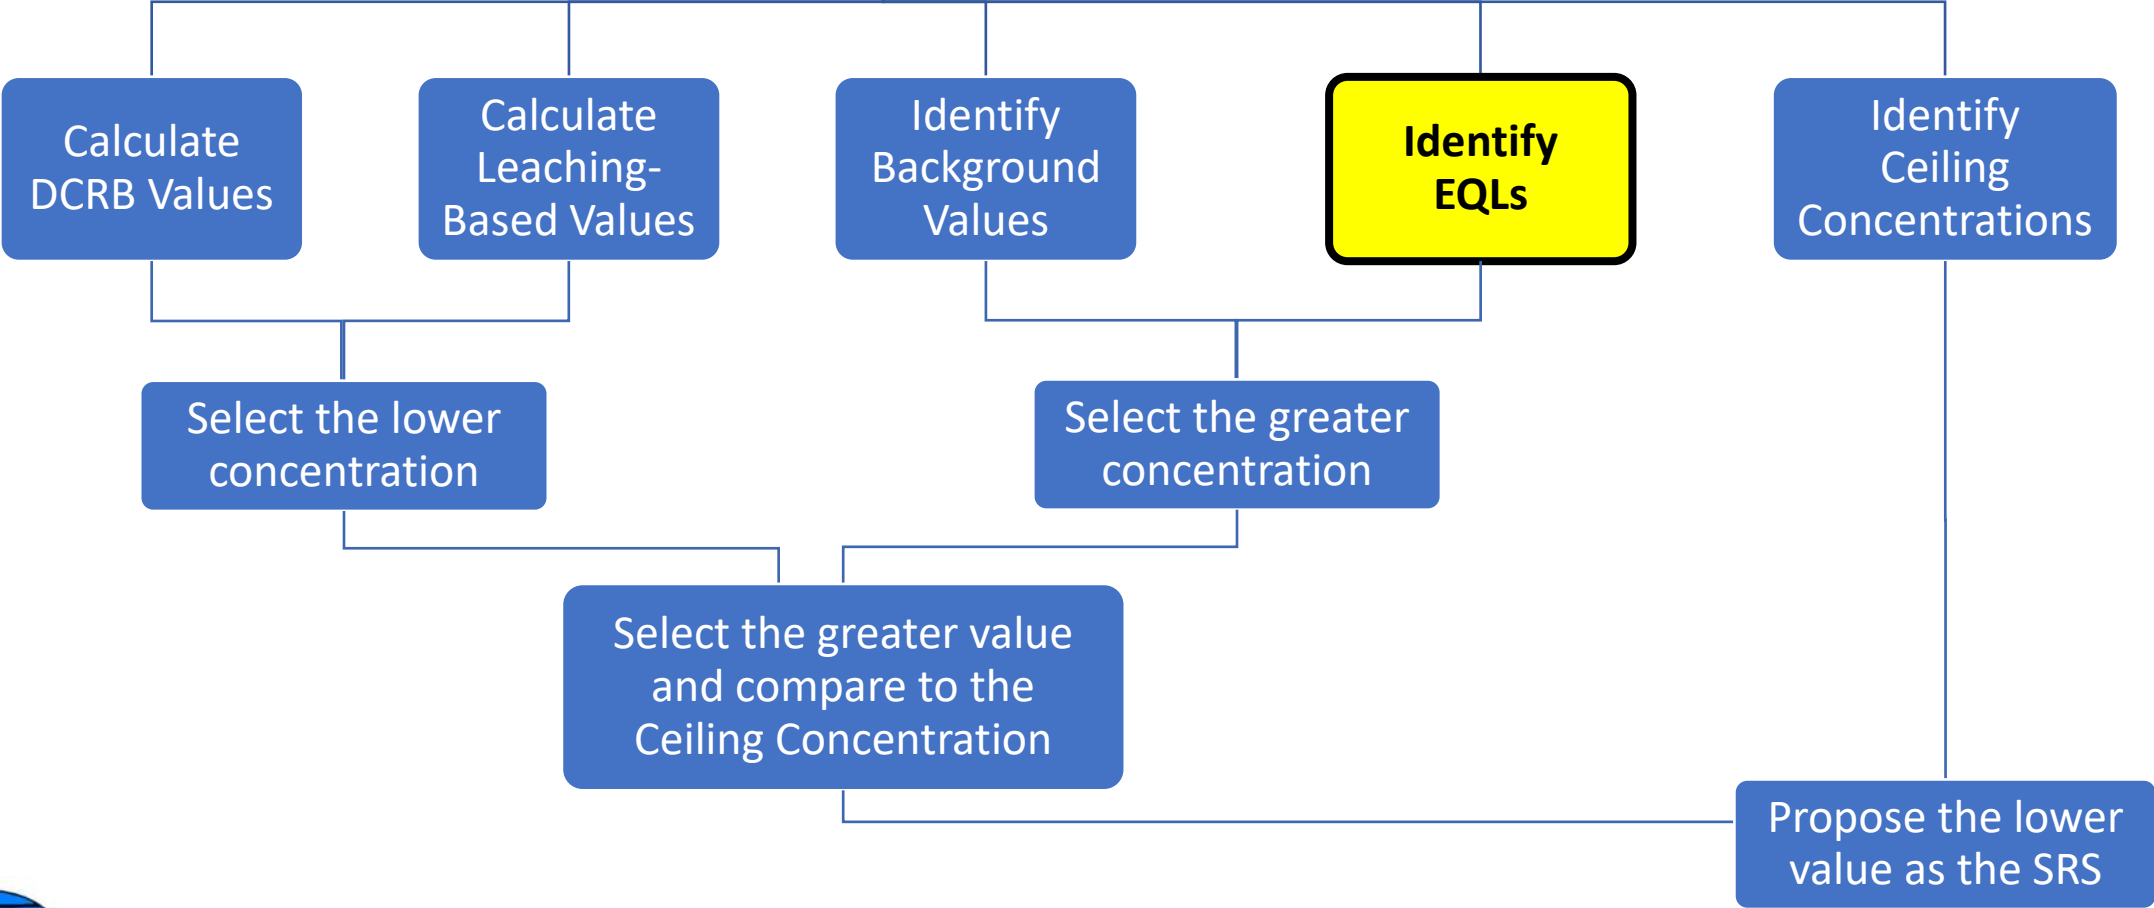 Calculate
DCRB Values
Calculate
Leaching-
Based Values
Identify
Background
Values
Identify
EQLs
Identify
Ceiling
Concentrations
Select the lower
concentration
Select the greater
concentration
Select the greater value
and compare to the
Ceiling Concentration
Propose the lower
value as the SRS